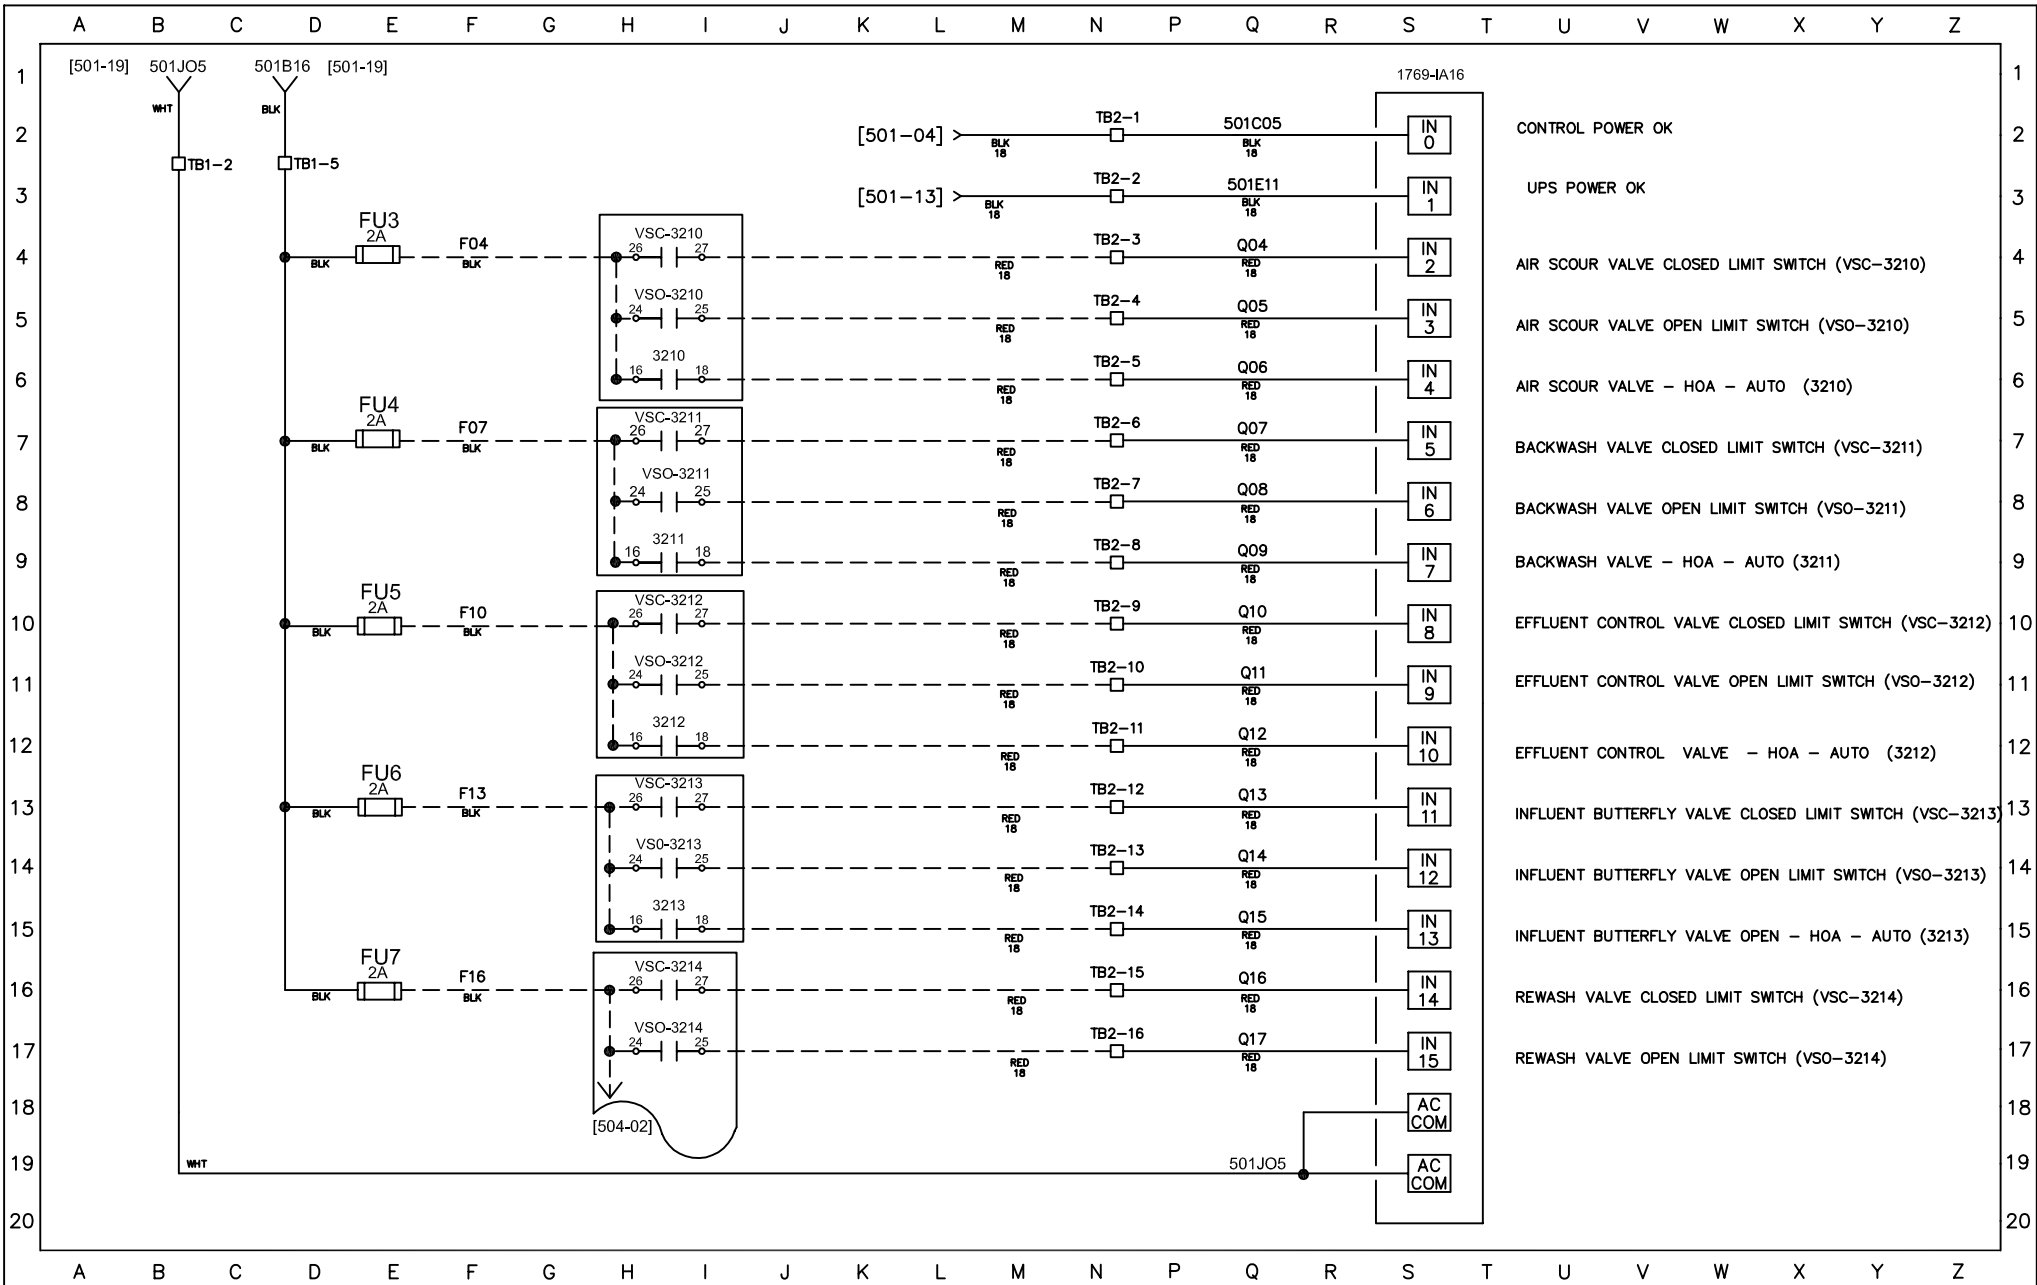 A B C D E F G H I J K L M N P Q R S T U V W X Y Z
1 [501-19] 501JO5 501B16 [501-19] 1769-IA16 1
WHT BLK
2 [501-04] > BLK 18 TB2-1 501C05 BLK 18 IN 0 CONTROL POWER OK 2
TB1-2 TB1-5
3 [501-13] > BLK 18 TB2-2 501E11 BLK 18 IN 1 UPS POWER OK 3
4 BLK FU3 2A F04 BLK VSC-3210 26 27 RED 18 TB2-3 Q04 RED 18 IN 2 AIR SCOUR VALVE CLOSED LIMIT SWITCH (VSC-3210) 4
5 VSO-3210 24 25 RED 18 TB2-4 Q05 RED 18 IN 3 AIR SCOUR VALVE OPEN LIMIT SWITCH (VSO-3210) 5
6 3210 16 18 RED 18 TB2-5 Q06 RED 18 IN 4 AIR SCOUR VALVE - HOA - AUTO (3210) 6
7 BLK FU4 2A F07 BLK VSC-3211 26 27 RED 18 TB2-6 Q07 RED 18 IN 5 BACKWASH VALVE CLOSED LIMIT SWITCH (VSC-3211) 7
8 VSO-3211 24 25 RED 18 TB2-7 Q08 RED 18 IN 6 BACKWASH VALVE OPEN LIMIT SWITCH (VSO-3211) 8
9 3211 16 18 RED 18 TB2-8 Q09 RED 18 IN 7 BACKWASH VALVE - HOA - AUTO (3211) 9
10 BLK FU5 2A F10 BLK VSC-3212 26 27 RED 18 TB2-9 Q10 RED 18 IN 8 EFFLUENT CONTROL VALVE CLOSED LIMIT SWITCH (VSC-3212) 10
11 VSO-3212 24 25 RED 18 TB2-10 Q11 RED 18 IN 9 EFFLUENT CONTROL VALVE OPEN LIMIT SWITCH (VSO-3212) 11
12 3212 16 18 RED 18 TB2-11 Q12 RED 18 IN 10 EFFLUENT CONTROL VALVE - HOA - AUTO (3212) 12
13 BLK FU6 2A F13 BLK VSC-3213 26 27 RED 18 TB2-12 Q13 RED 18 IN 11 INFLUENT BUTTERFLY VALVE CLOSED LIMIT SWITCH (VSC-3213) 13
14 VS0-3213 24 25 RED 18 TB2-13 Q14 RED 18 IN 12 INFLUENT BUTTERFLY VALVE OPEN LIMIT SWITCH (VSO-3213) 14
15 3213 16 18 RED 18 TB2-14 Q15 RED 18 IN 13 INFLUENT BUTTERFLY VALVE OPEN - HOA - AUTO (3213) 15
16 BLK FU7 2A F16 BLK VSC-3214 26 27 RED 18 TB2-15 Q16 RED 18 IN 14 REWASH VALVE CLOSED LIMIT SWITCH (VSC-3214) 16
17 VSO-3214 24 25 RED 18 TB2-16 Q17 RED 18 IN 15 REWASH VALVE OPEN LIMIT SWITCH (VSO-3214) 17
18 [504-02] AC COM 18
19 WHT 501JO5 AC COM 19
20 20
A B C D E F G H I J K L M N P Q R S T U V W X Y Z